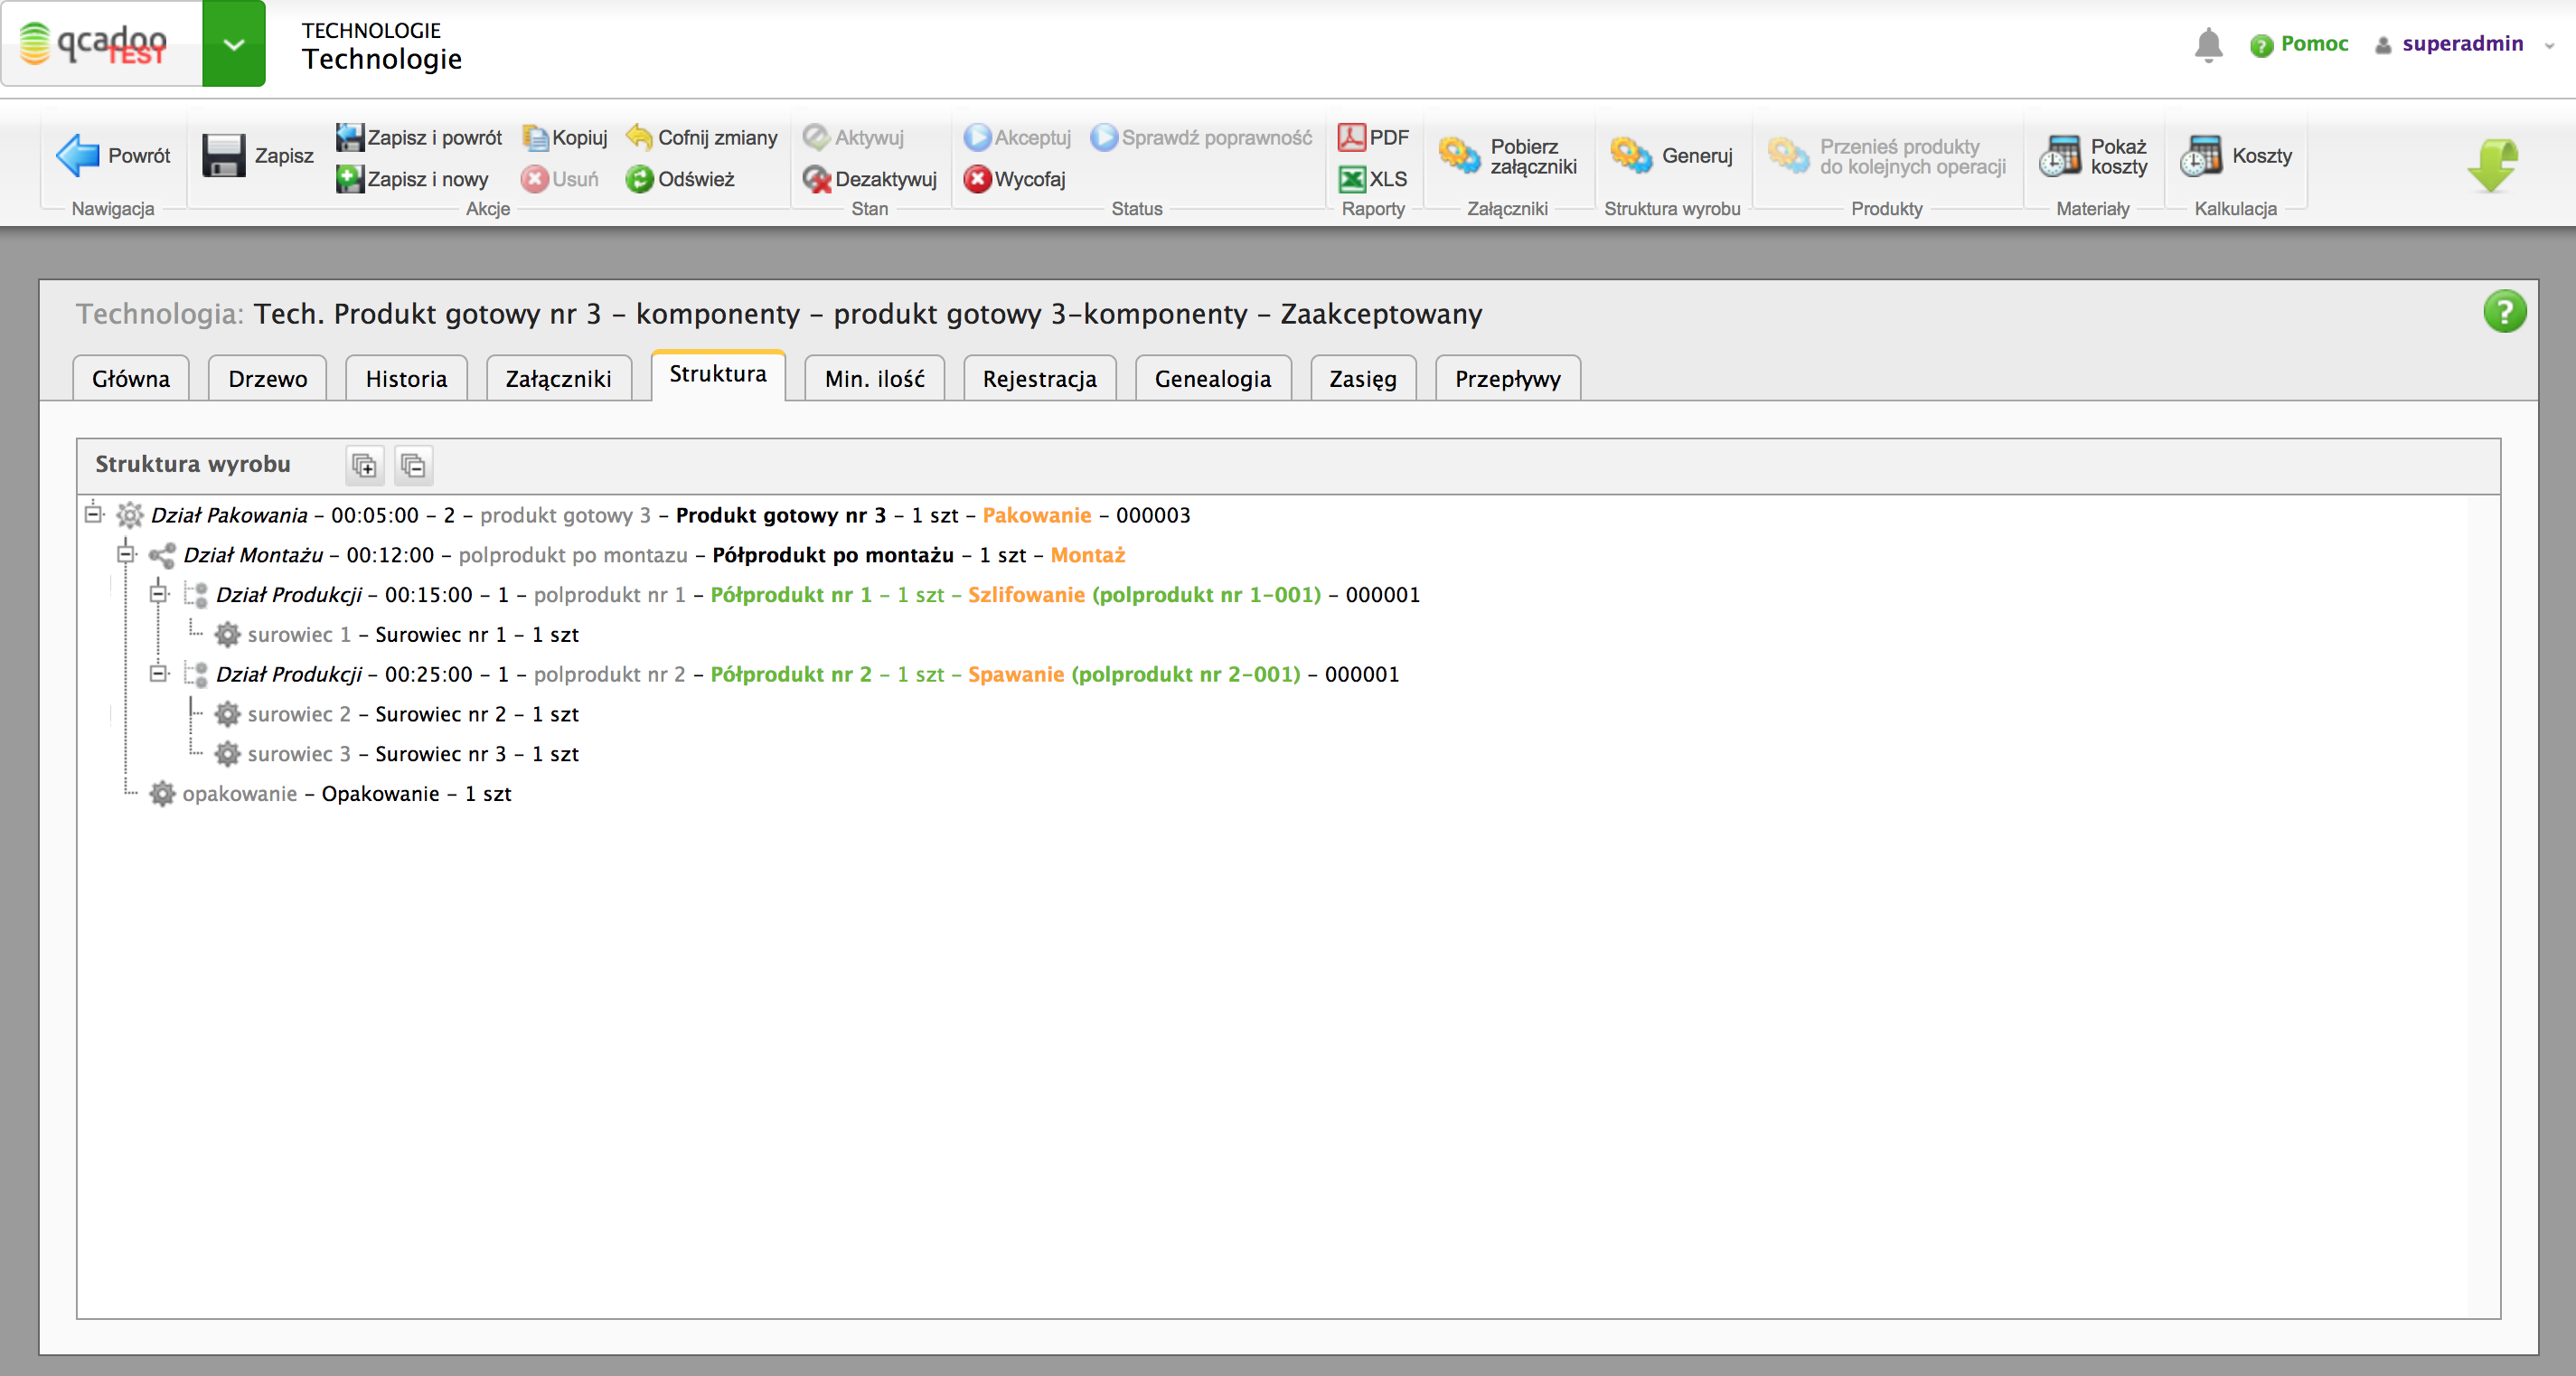 qcadoo
TEST
TECHNOLOGIE
Technologie
Pomoc
superadmin
Powrót
Nawigacja
Zapisz
Zapisz i powrót
Kopiuj
Cofnij zmiany
Zapisz i nowy
Usuń
Odśwież
Akcje
Aktywuj
Dezaktywuj
Stan
Akceptuj
Sprawdź poprawność
Wycofaj
Status
PDF
XLS
Raporty
Pobierz
załączniki
Załączniki
Generuj
Struktura wyrobu
Przenieś produkty
do kolejnych operacji
Produkty
Pokaż
koszty
Materiały
Koszty
Kalkulacja
Technologia: Tech. Produkt gotowy nr 3 - komponenty - produkt gotowy 3-komponenty - Zaakceptowany
Główna
Drzewo
Historia
Załączniki
Struktura
Min. ilość
Rejestracja
Genealogia
Zasięg
Przepływy
Struktura wyrobu
Dział Pakowania - 00:05:00 - 2 - produkt gotowy 3 - Produkt gotowy nr 3 - 1 szt - Pakowanie - 000003
Dział Montażu - 00:12:00 - polprodukt po montazu - Półprodukt po montażu - 1 szt - Montaż
Dział Produkcji - 00:15:00 - 1 - polprodukt nr 1 - Półprodukt nr 1 - 1 szt - Szlifowanie (polprodukt nr 1-001) - 000001
surowiec 1 - Surowiec nr 1 - 1 szt
Dział Produkcji - 00:25:00 - 1 - polprodukt nr 2 - Półprodukt nr 2 - 1 szt - Spawanie (polprodukt nr 2-001) - 000001
surowiec 2 - Surowiec nr 2 - 1 szt
surowiec 3 - Surowiec nr 3 - 1 szt
opakowanie - Opakowanie - 1 szt